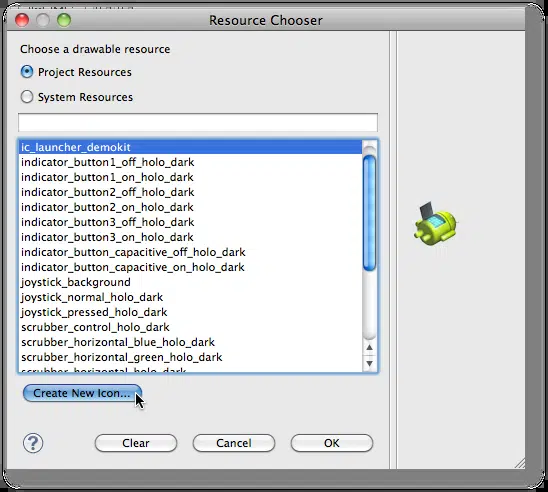 Resource Chooser
Choose a drawable resource
Project Resources
System Resources
ic_launcher_demokit
indicator_button1_off_holo_dark
indicator_button1_on_holo_dark
indicator_button2_off_holo_dark
indicator_button2_on_holo_dark
indicator_button3_off_holo_dark
indicator_button3_on_holo_dark
indicator_button_capacitive_off_holo_dark
indicator_button_capacitive_on_holo_dark
joystick_background
joystick_normal_holo_dark
joystick_pressed_holo_dark
scrubber_control_holo_dark
scrubber_horizontal_blue_holo_dark
scrubber_horizontal_green_holo_dark
scrubber_horizontal_holo_dark
Create New Icon...
?
Clear
Cancel
OK